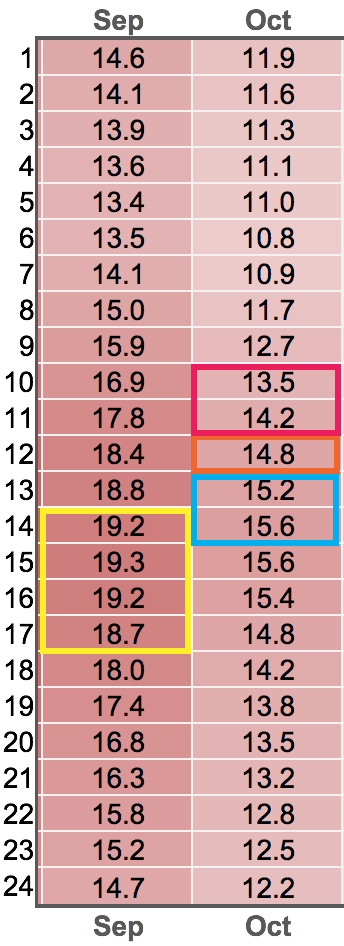 Sep Oct
1 14.6 11.9
2 14.1 11.6
3 13.9 11.3
4 13.6 11.1
5 13.4 11.0
6 13.5 10.8
7 14.1 10.9
8 15.0 11.7
9 15.9 12.7
10 16.9 13.5
11 17.8 14.2
12 18.4 14.8
13 18.8 15.2
14 19.2 15.6
15 19.3 15.6
16 19.2 15.4
17 18.7 14.8
18 18.0 14.2
19 17.4 13.8
20 16.8 13.5
21 16.3 13.2
22 15.8 12.8
23 15.2 12.5
24 14.7 12.2
Sep Oct